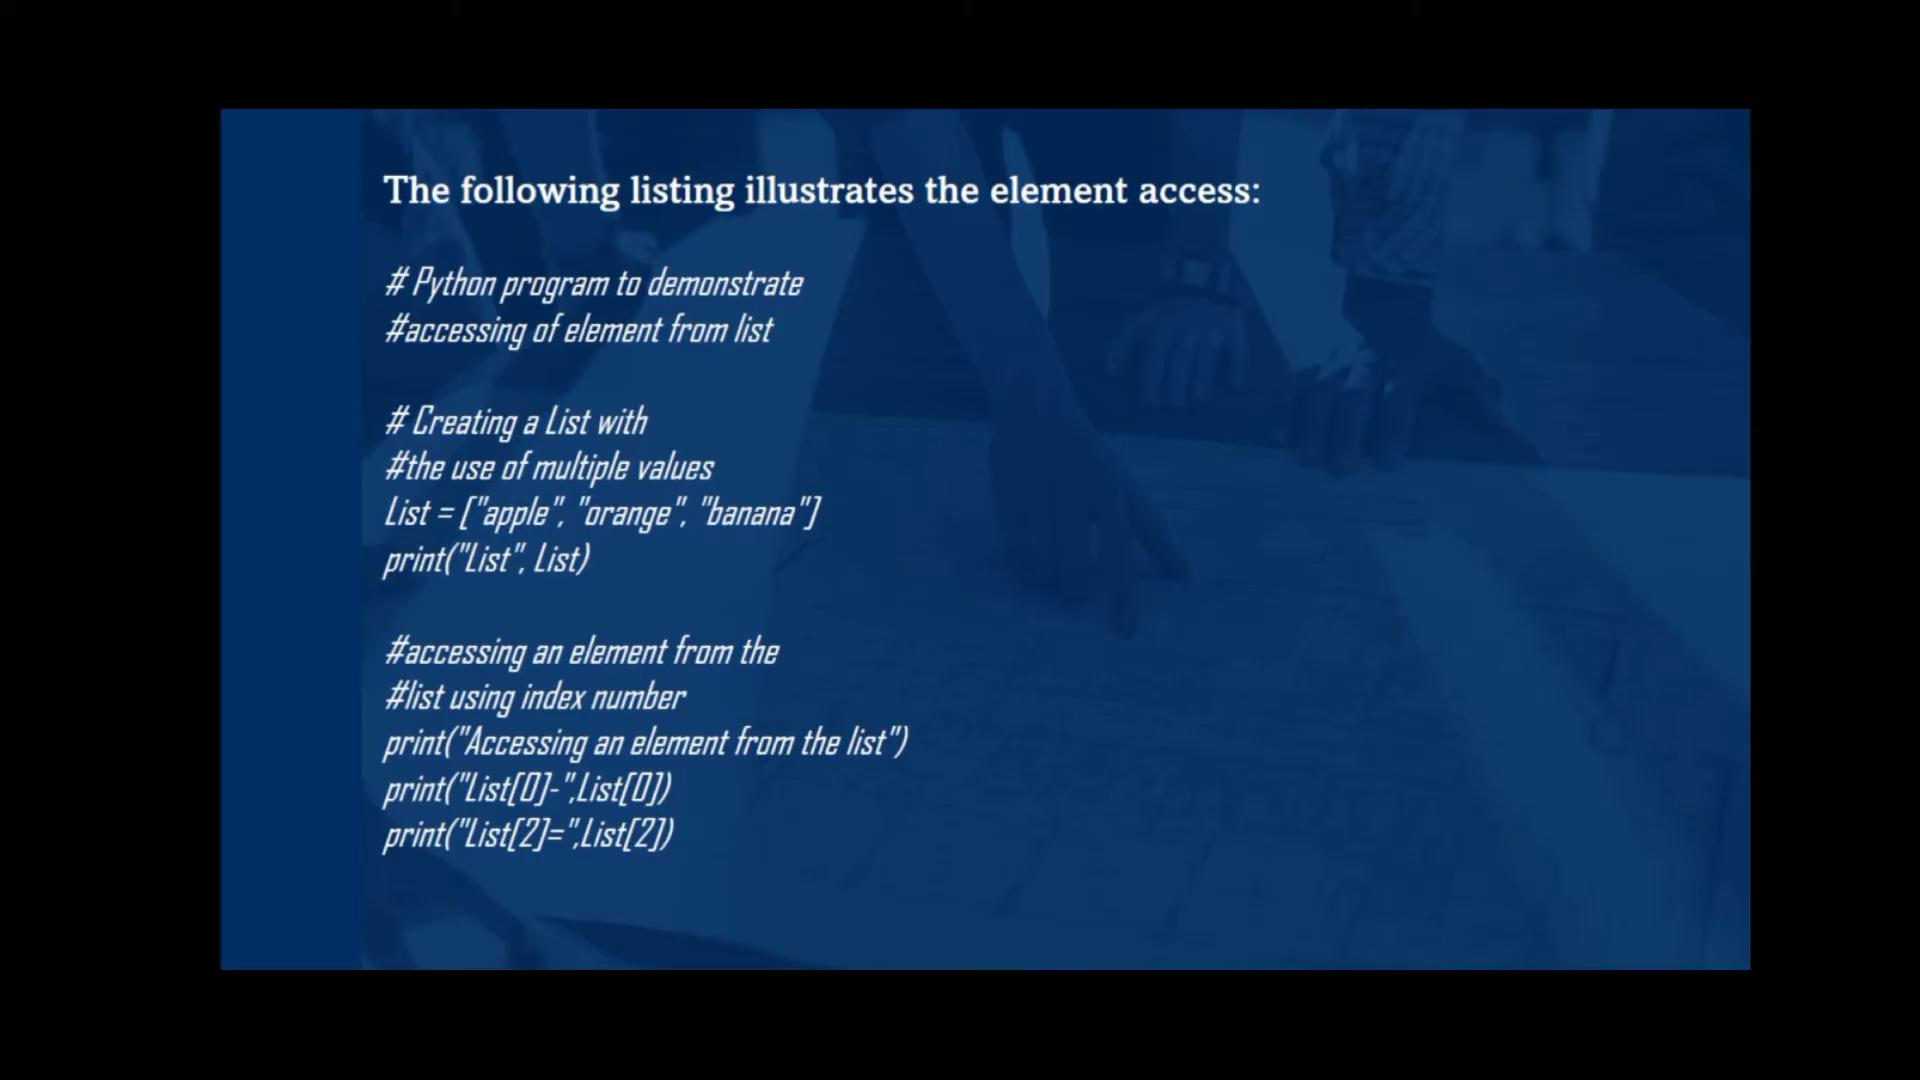 The following listing illustrates the element access:
# Python program to demonstrate
#accessing of element from list
# Creating a List with
#the use of multiple values
List = ["apple", "orange", "banana"]
print("List", List)
#accessing an element from the
#list using index number
print("Accessing an element from the list")
print("List[0]-",List[0])
print("List[2]=",List[2])